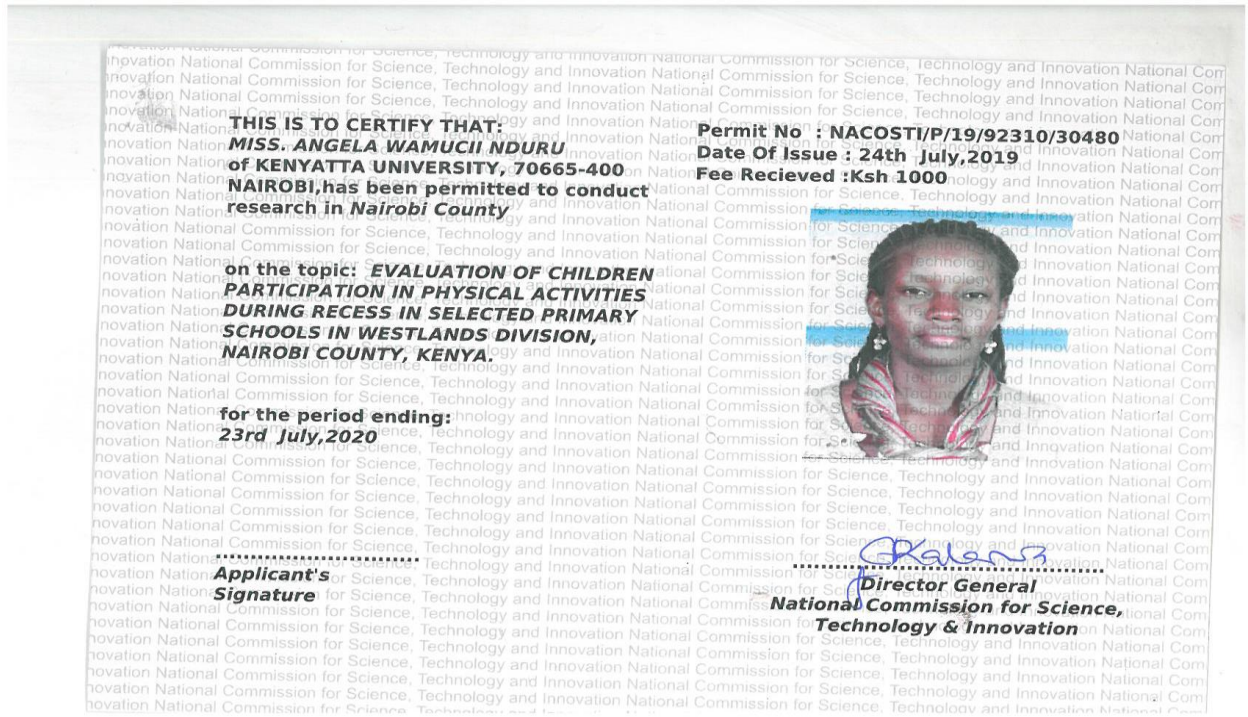 THIS IS TO CERTIFY THAT:
MISS. ANGELA WAMUCII NDURU
of KENYATTA UNIVERSITY, 70665-400
NAIROBI,has been permitted to conduct
research in Nairobi County
on the topic: EVALUATION OF CHILDREN
PARTICIPATION IN PHYSICAL ACTIVITIES
DURING RECESS IN SELECTED PRIMARY
SCHOOLS IN WESTLANDS DIVISION,
NAIROBI COUNTY, KENYA.
for the period ending:
23rd July,2020
Applicant's
Signature
Permit No : NACOSTI/P/19/92310/30480
Date Of Issue : 24th July,2019
Fee Recieved :Ksh 1000
Director General
National Commission for Science,
Technology & Innovation